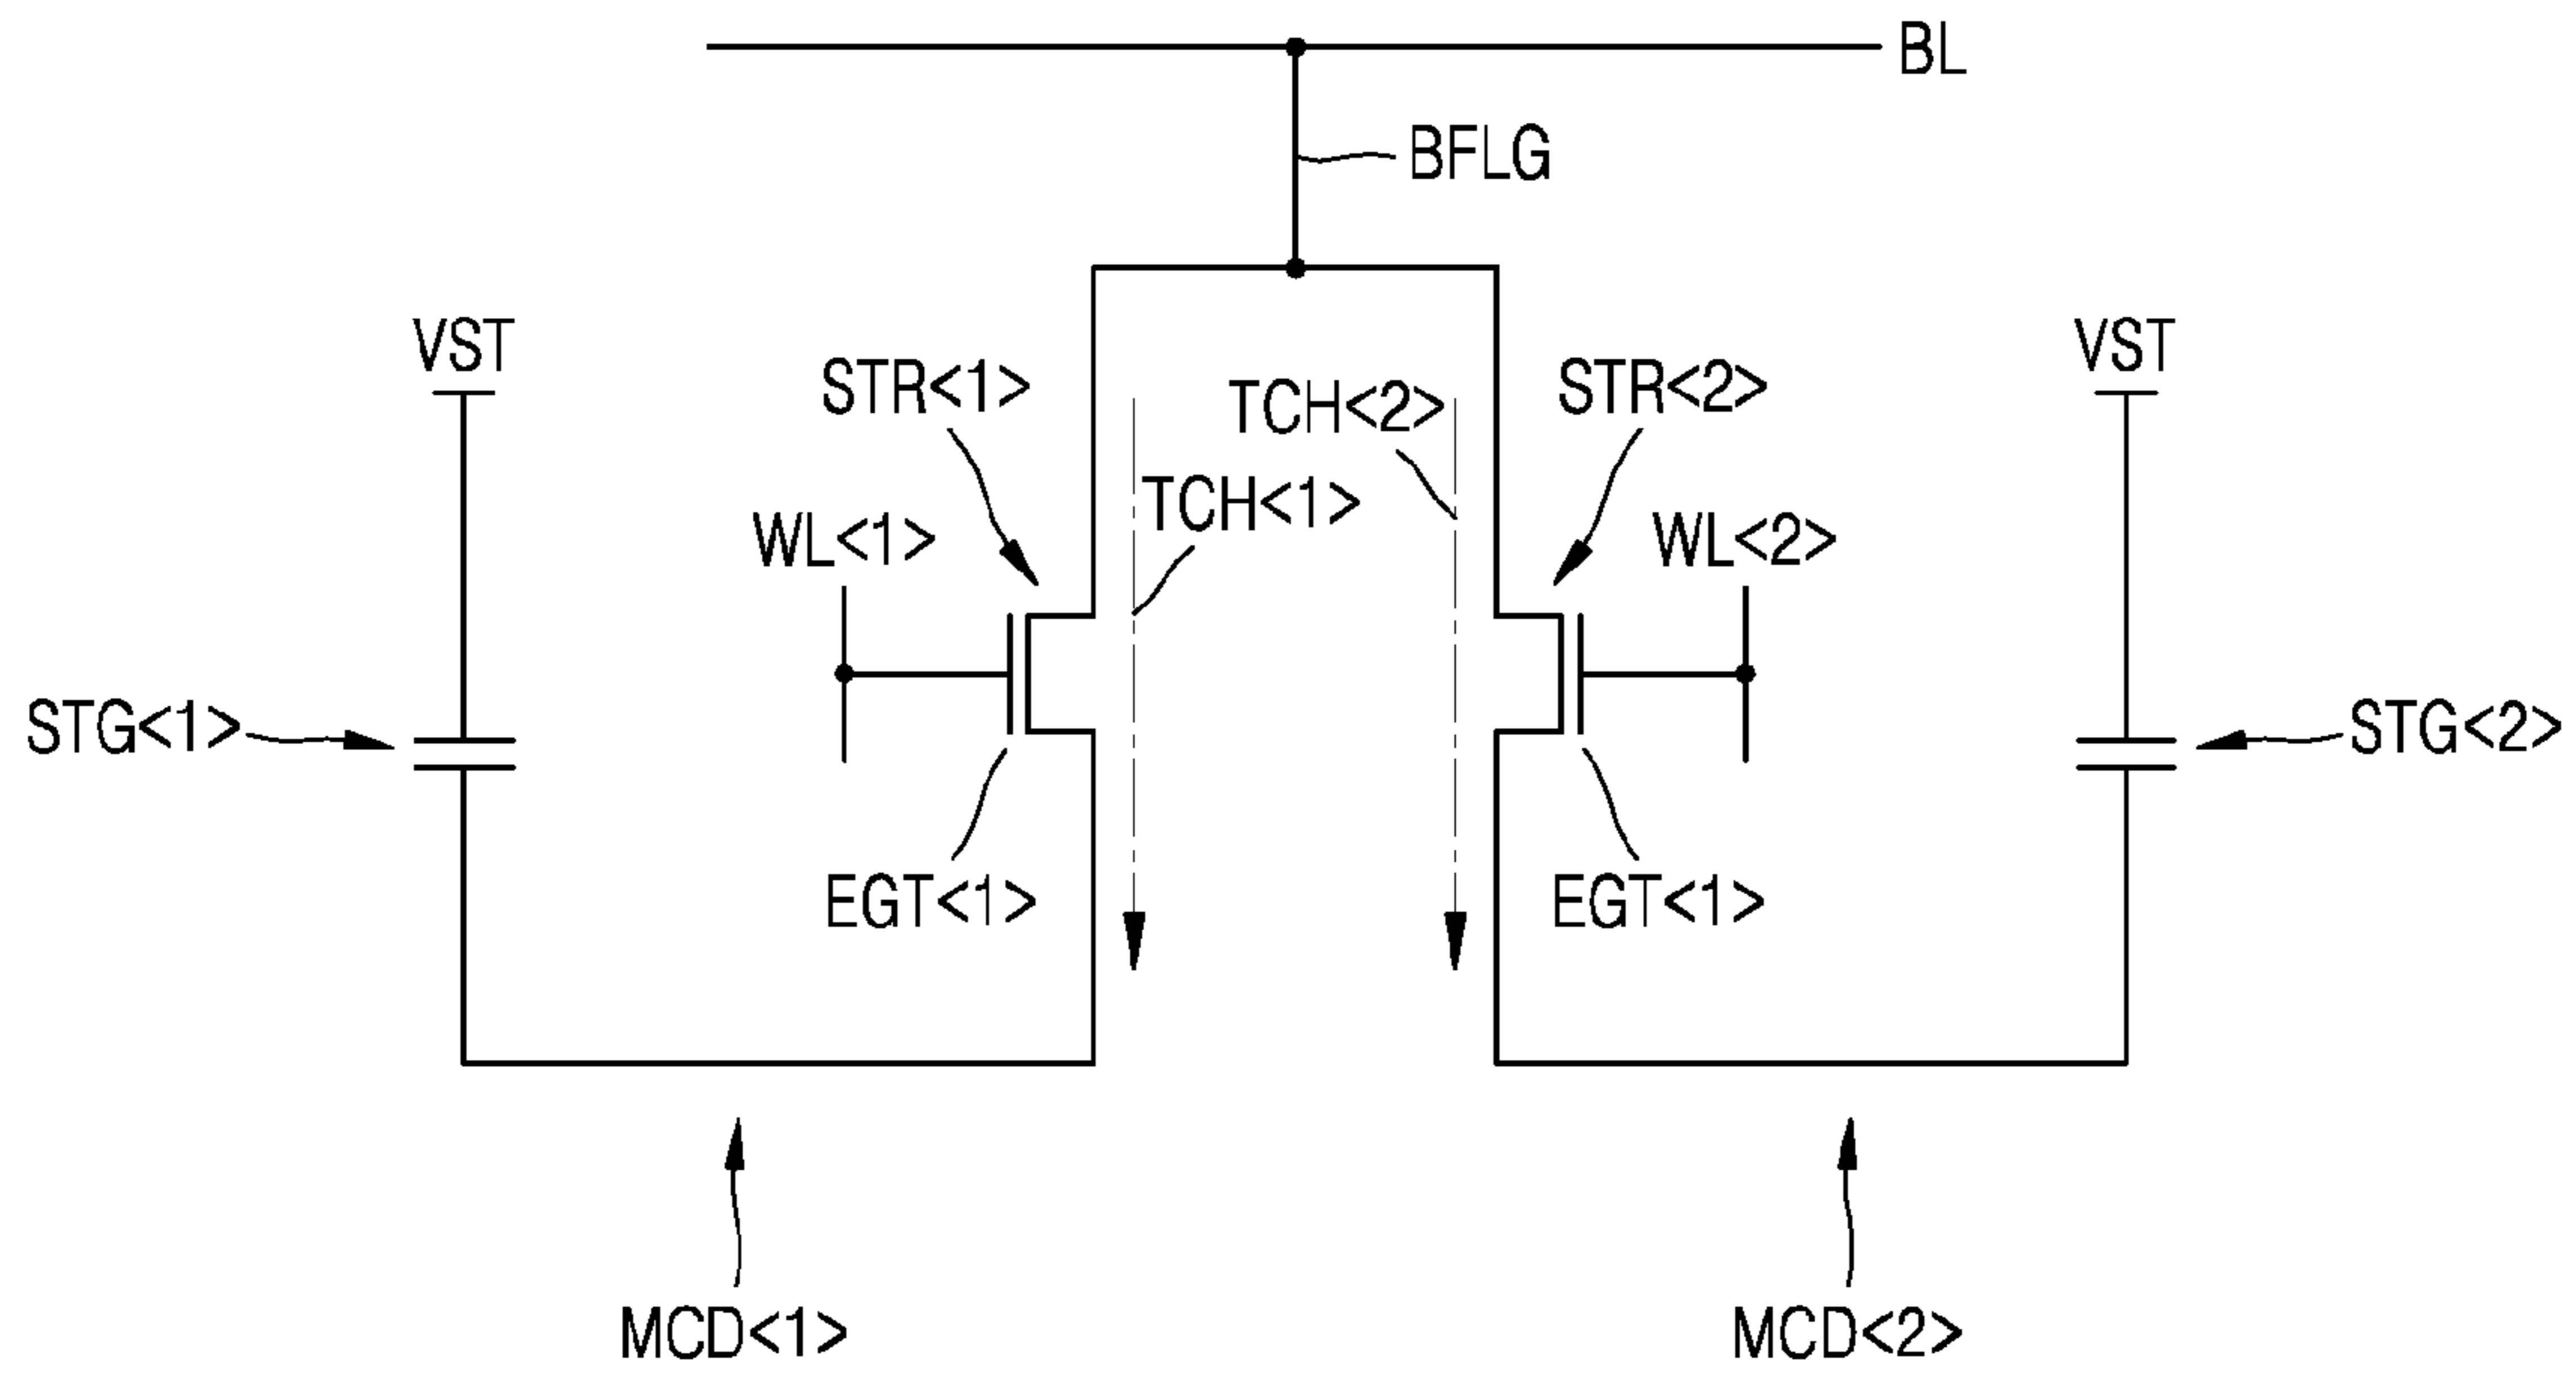 BL
BFLG
VST
VST
STR<1>
TCH<2>
STR<2>
TCH<1>
WL<1>
WL<2>
STG<1>
STG<2>
EGT<1>
EGT<1>
MCD<1>
MCD<2>